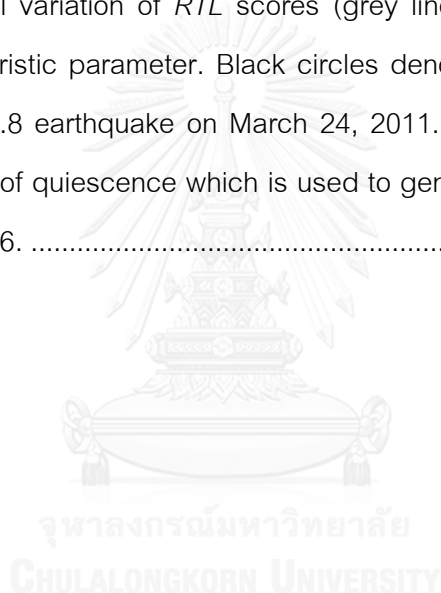 l variation of RTL scores (grey lin
ristic parameter. Black circles den
.8 earthquake on March 24, 2011.
of quiescence which is used to ger
6. ................................................
จุฬาลงกรณ์มหาวิทยาลัย
CHULALONGKORN UNIVERSITY